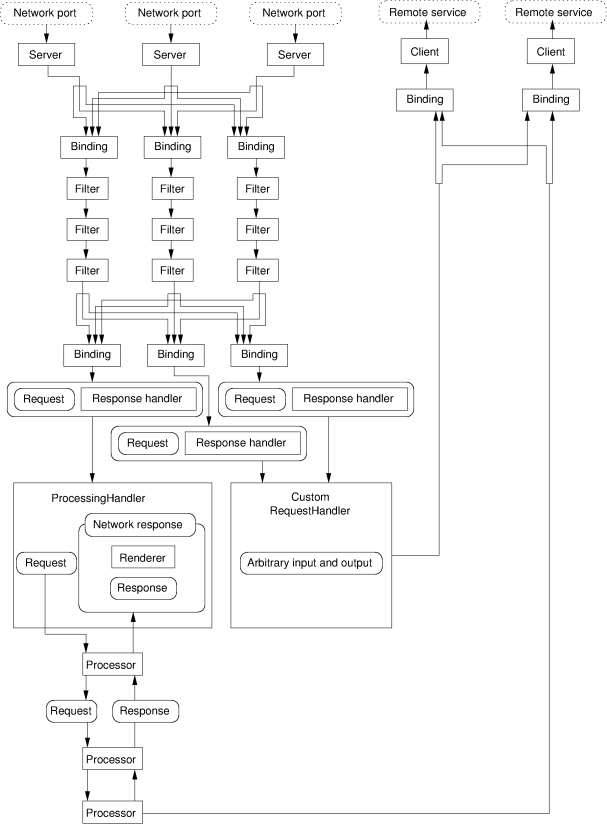 Network port
Network port
Network port
Remote service
Remote service
Server
Server
Server
Client
Client
Binding
Binding
Binding
Binding
Binding
Filter
Filter
Filter
Filter
Filter
Filter
Filter
Filter
Filter
Binding
Binding
Binding
Request
Response handler
Request
Response handler
Request
Response handler
ProcessingHandler
Custom
RequestHandler
Network response
Renderer
Request
Arbitrary input and output
Response
Processor
Request
Response
Processor
Processor